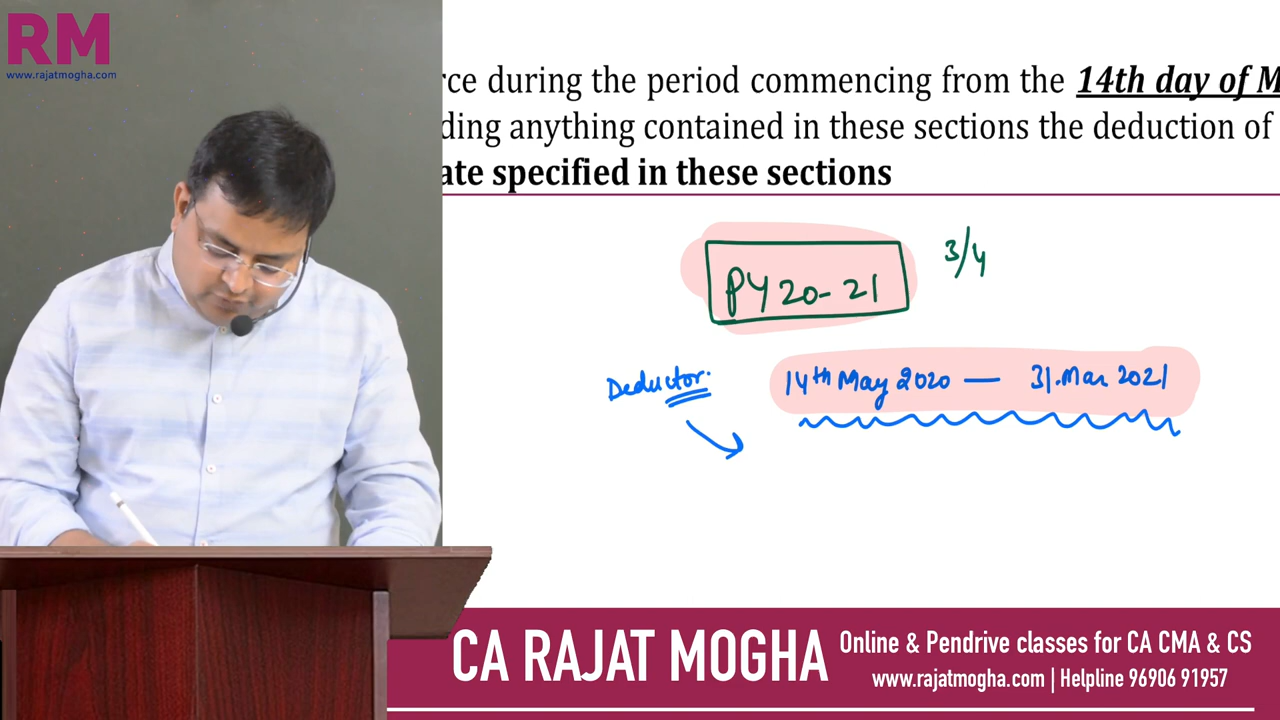 RM
www.rajatmogha.com
rce during the period commencing from the 14th day of M
ding anything contained in these sections the deduction of
ate specified in these sections
PY 20-21
3/4
Deductor.
14th May 2020 — 31.Mar 2021
CA RAJAT MOGHA
Online & Pendrive classes for CA CMA & CS
www.rajatmogha.com | Helpline 96906 91957